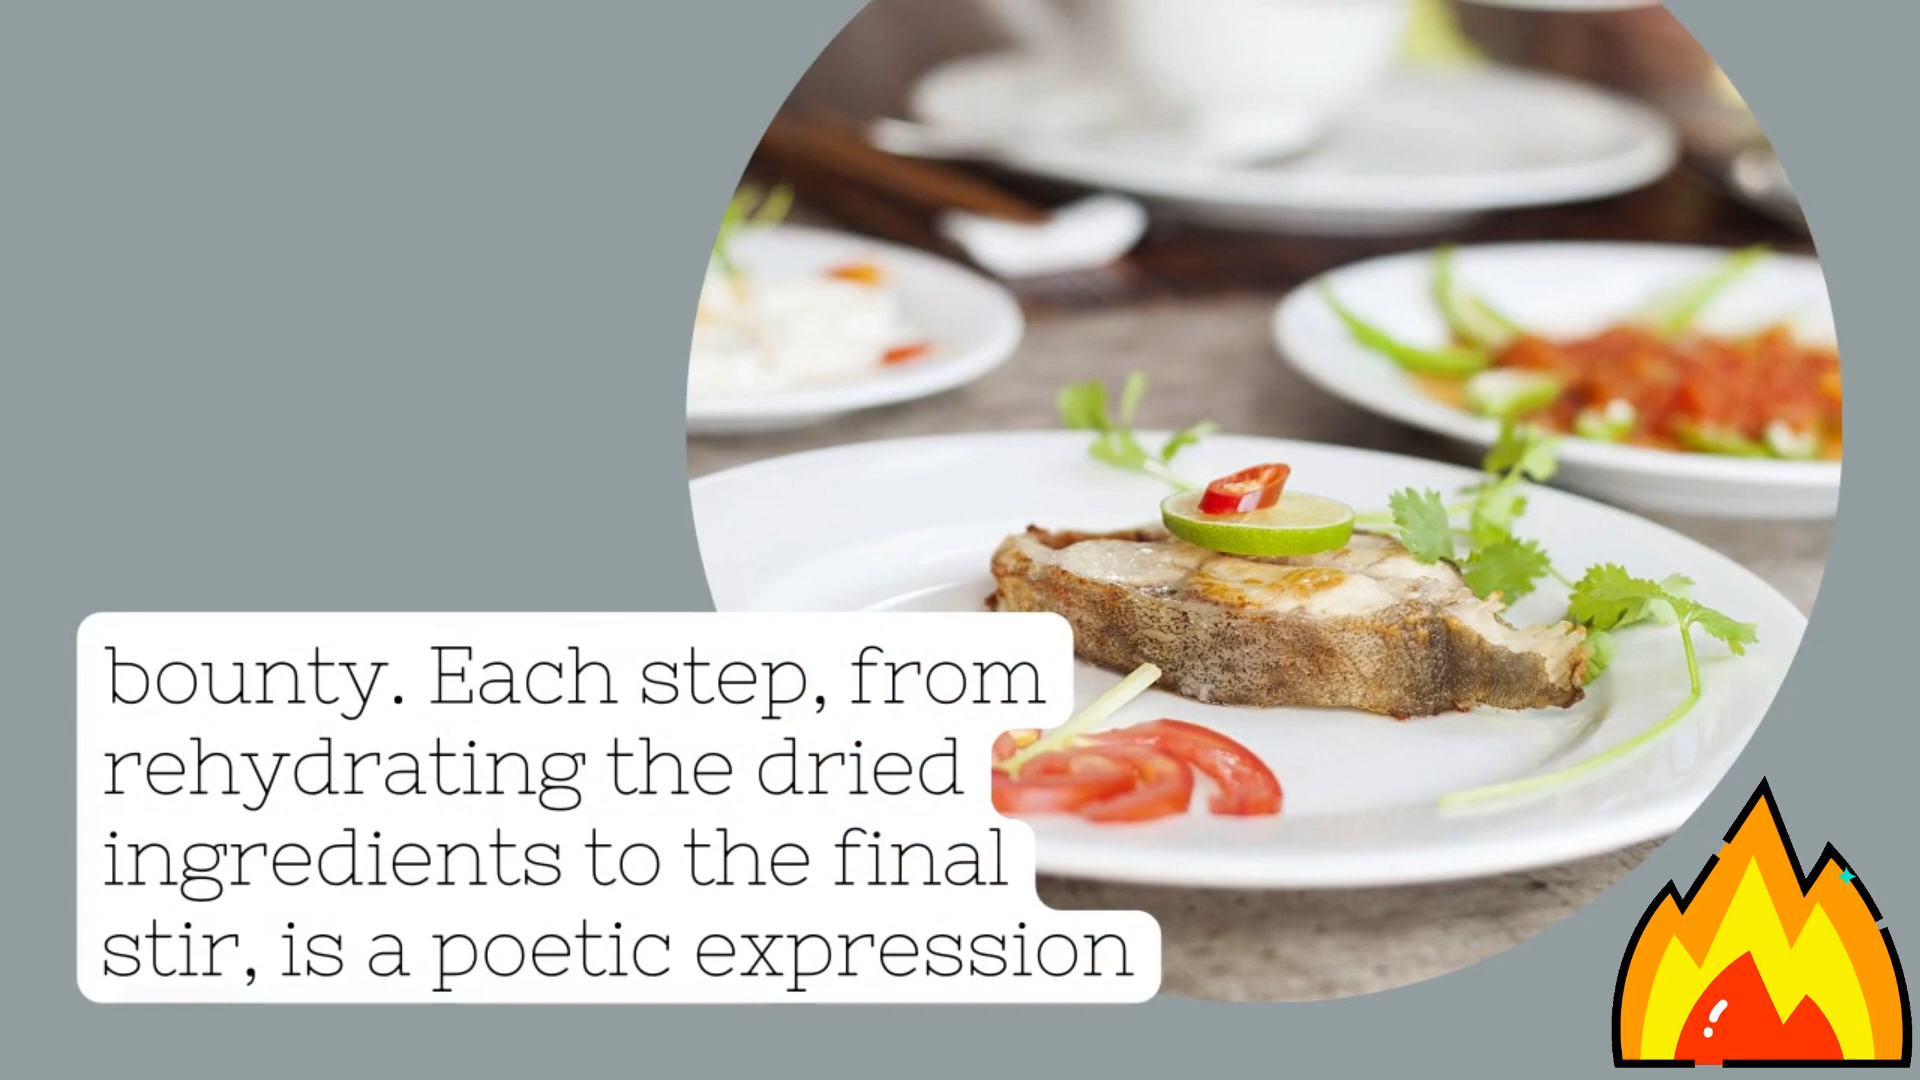 bounty. Each step, from
rehydrating the dried
ingredients to the final
stir, is a poetic expression